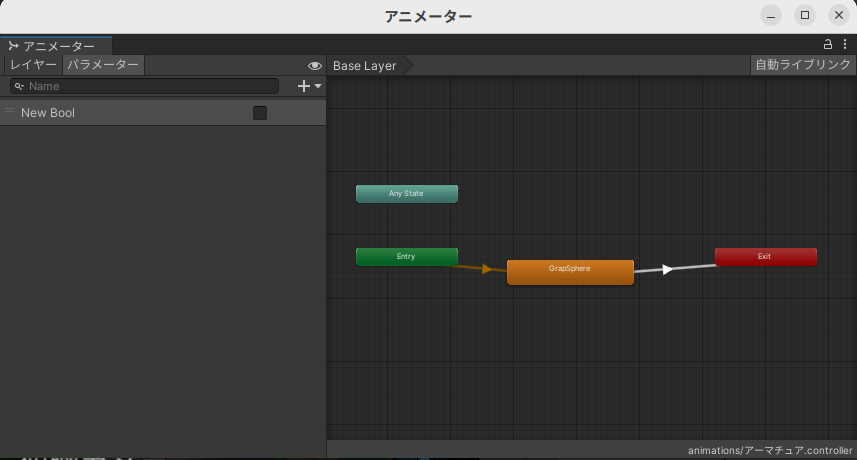 アニメーター
アニメーター
レイヤー パラメーター Base Layer 自動ライブリンク
Name
New Bool
Any State
Entry
GrapSphere
Exit
animations/アーマチュア.controller